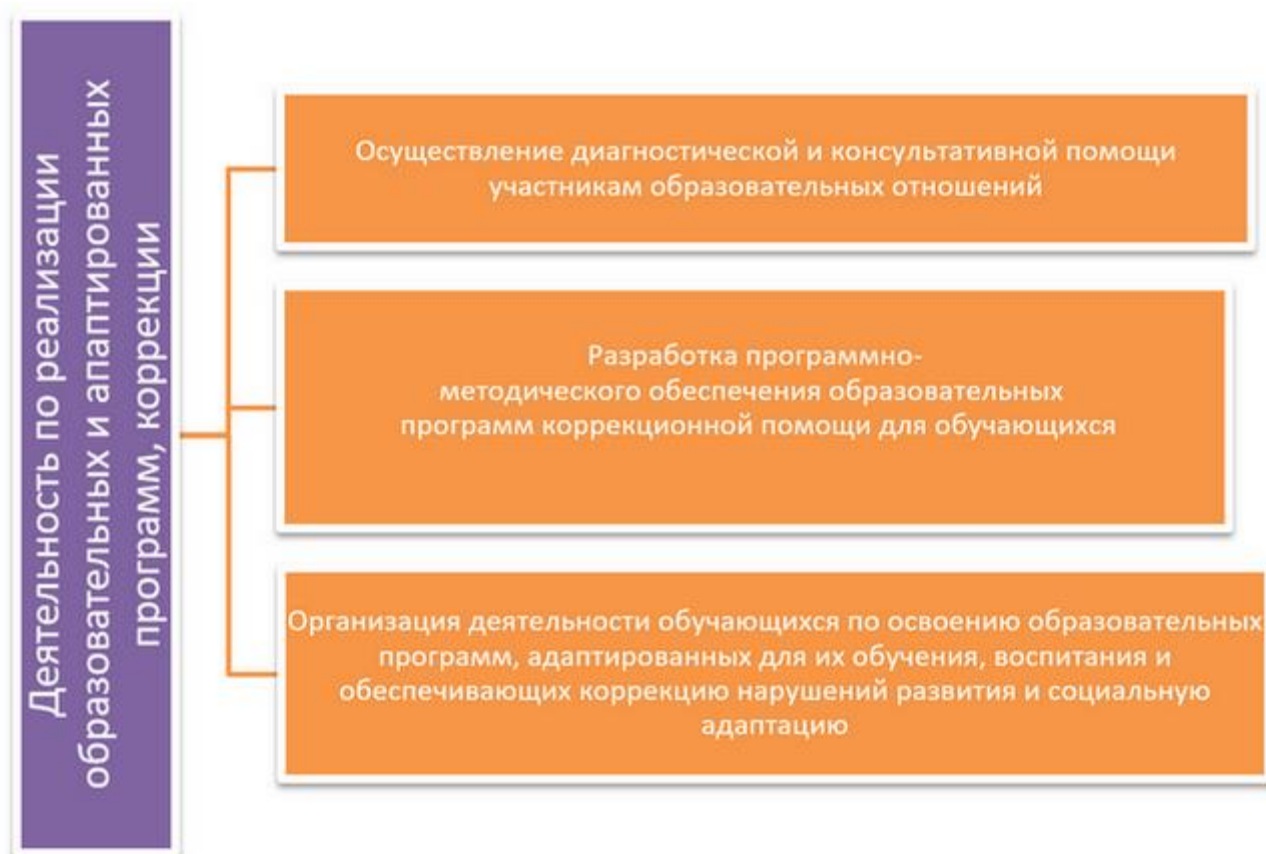 Деятельность по реализации
образовательных и апаптированных
программ, коррекции
Осуществление диагностической и консультативной помощи
участникам образовательных отношений
Разработка программно-
методического обеспечения образовательных
программ коррекционной помощи для обучающихся
Организация деятельности обучающихся по освоению образовательных
программ, адаптированных для их обучения, воспитания и
обеспечивающих коррекцию нарушений развития и социальную
адаптацию